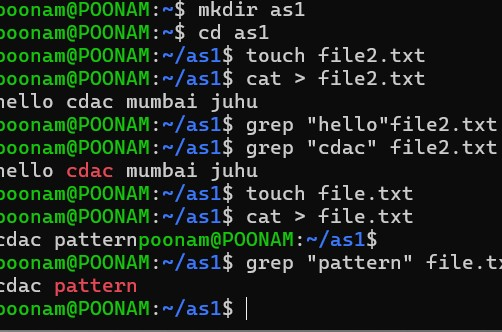 poonam@POONAM:~$ mkdir as1
poonam@POONAM:~$ cd as1
poonam@POONAM:~/as1$ touch file2.txt
poonam@POONAM:~/as1$ cat > file2.txt
hello cdac mumbai juhu
poonam@POONAM:~/as1$ grep "hello"file2.txt
poonam@POONAM:~/as1$ grep "cdac" file2.txt
hello cdac mumbai juhu
poonam@POONAM:~/as1$ touch file.txt
poonam@POONAM:~/as1$ cat > file.txt
cdac patternpoonam@POONAM:~/as1$
poonam@POONAM:~/as1$ grep "pattern" file.tx
cdac pattern
poonam@POONAM:~/as1$